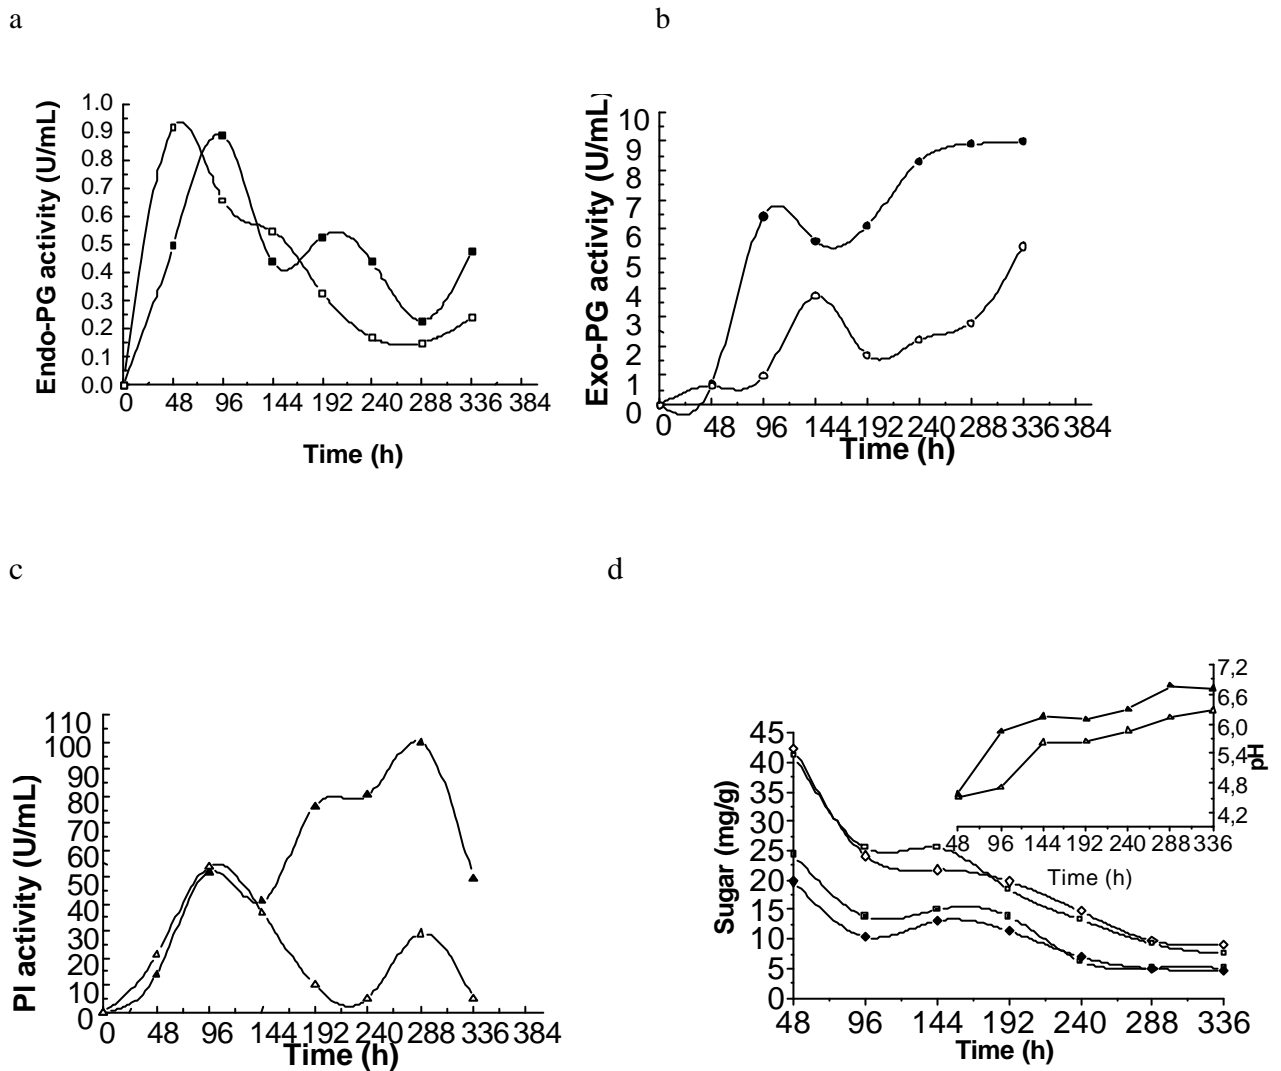 a
b
Endo-PG activity (U/mL)
1.0
0.9
0.8
0.7
0.6
0.5
0.4
0.3
0.2
0.1
0.0
0 48 96 144 192 240 288 336 384
Time (h)
Exo-PG activity (U/mL)
10
9
8
7
6
5
4
3
2
1
0
0 48 96 144 192 240 288 336 384
Time (h)
c
d
PI activity (U/mL)
110
100
90
80
70
60
50
40
30
20
10
0
0 48 96 144 192 240 288 336 384
Time (h)
Sugar (mg/g)
45
40
35
30
25
20
15
10
5
0
48 96 144 192 240 288 336
Time (h)
7,2
6,6
6,0
5,4
4,8
4,2
pH
48 96 144 192 240 288 336
Time (h)